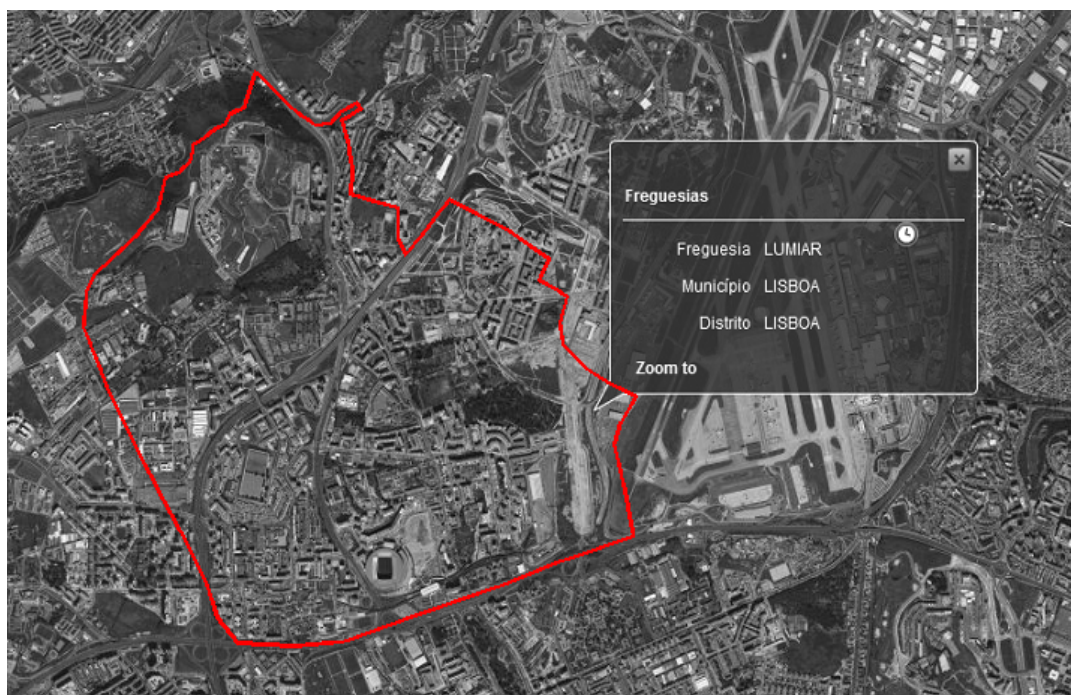 Freguesias
Freguesia LUMIAR
Município LISBOA
Distrito LISBOA
Zoom to